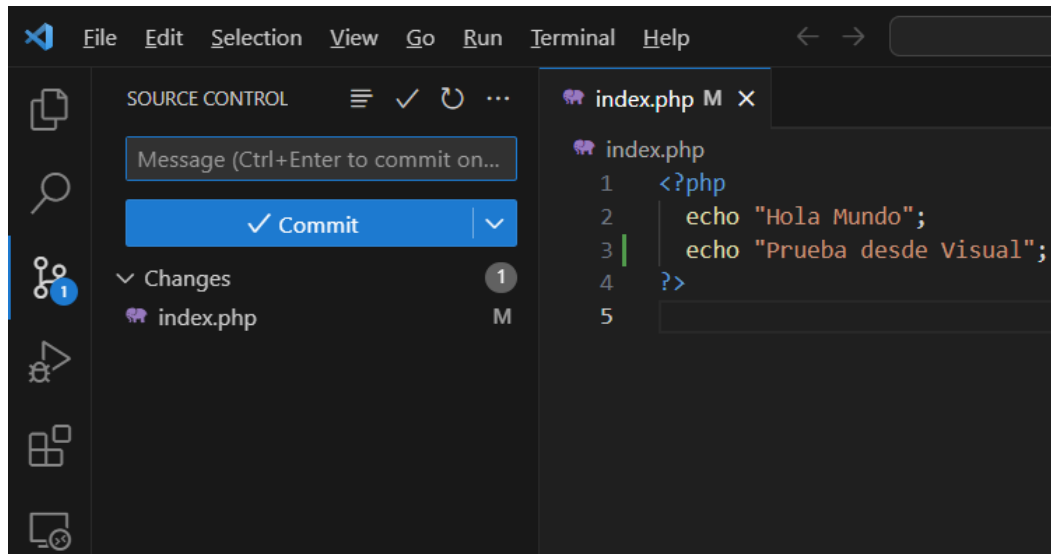 File Edit Selection View Go Run Terminal Help
SOURCE CONTROL
Message (Ctrl+Enter to commit on...
Commit
Changes 1
index.php M
1
index.php M
index.php
1 <?php
2 echo "Hola Mundo";
3 echo "Prueba desde Visual";
4 ?>
5